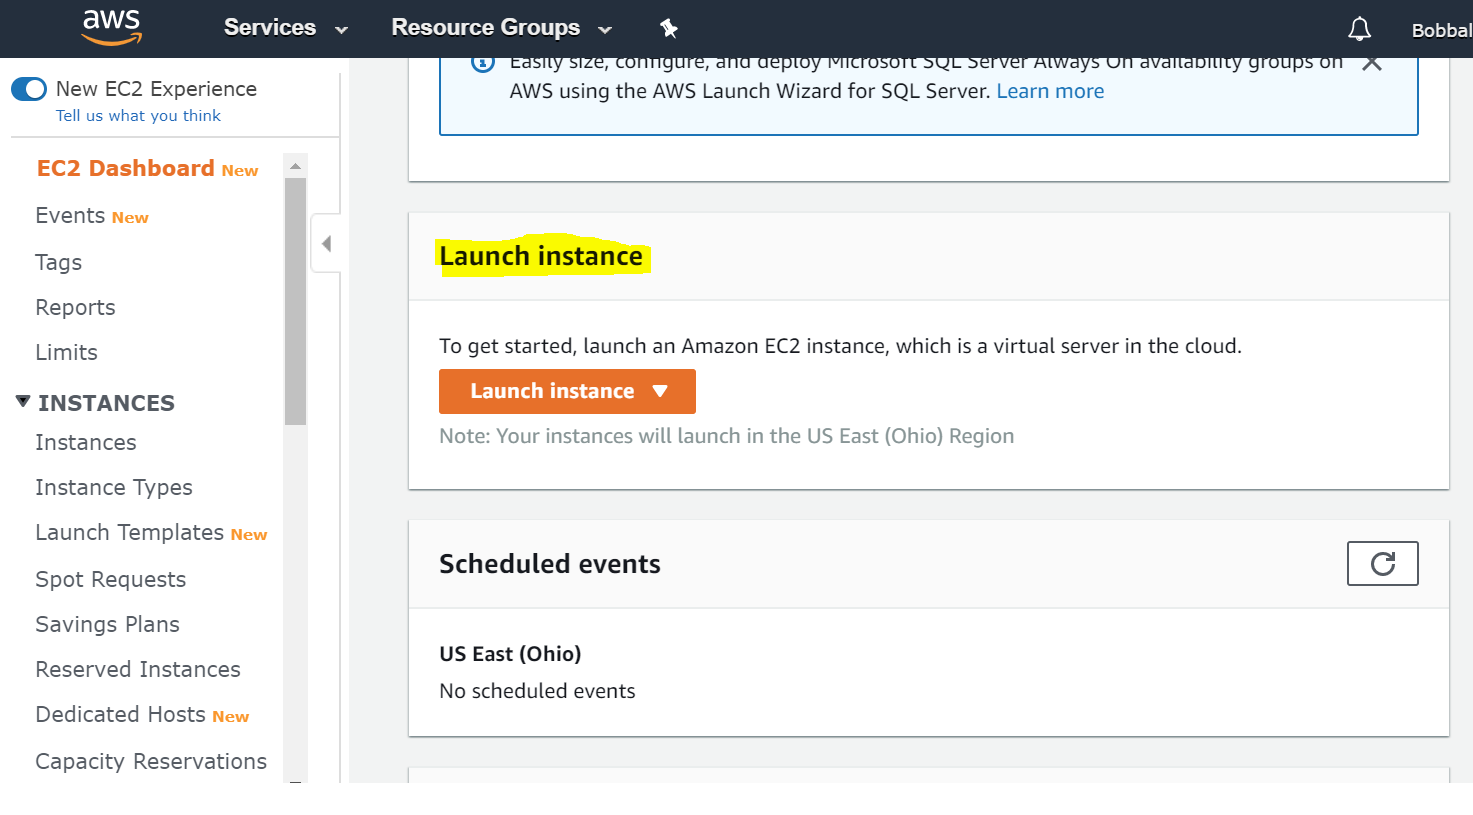 aws Services Resource Groups Bobbal
New EC2 Experience
Tell us what you think
EC2 Dashboard New
Events New
Tags
Reports
Limits
INSTANCES
Instances
Instance Types
Launch Templates New
Spot Requests
Savings Plans
Reserved Instances
Dedicated Hosts New
Capacity Reservations
Easily size, configure, and deploy Microsoft SQL Server Always On availability groups on
AWS using the AWS Launch Wizard for SQL Server. Learn more
Launch instance
To get started, launch an Amazon EC2 instance, which is a virtual server in the cloud.
Launch instance
Note: Your instances will launch in the US East (Ohio) Region
Scheduled events
US East (Ohio)
No scheduled events